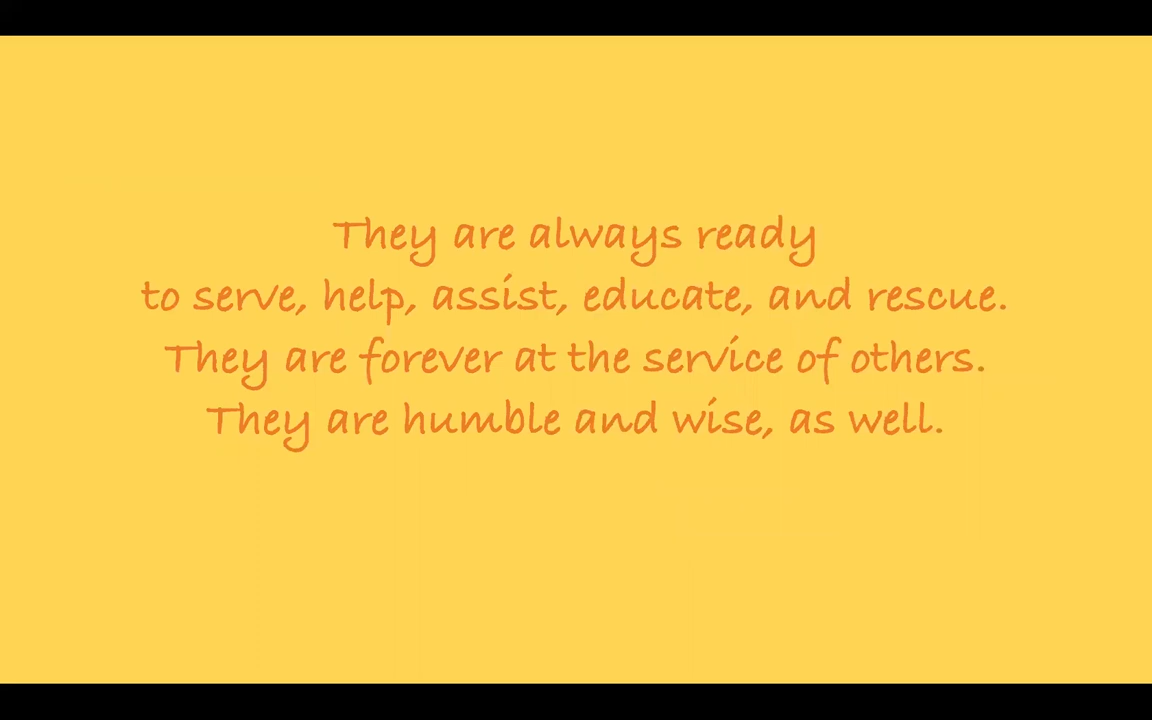 They are always ready
to serve, help, assist, educate, and rescue.
They are forever at the service of others.
They are humble and wise, as well.